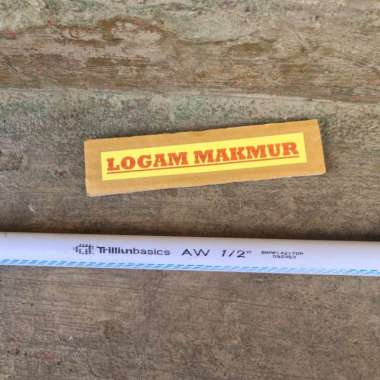 LOGAM MAKMUR
Trilliunbasics AW 1/2"